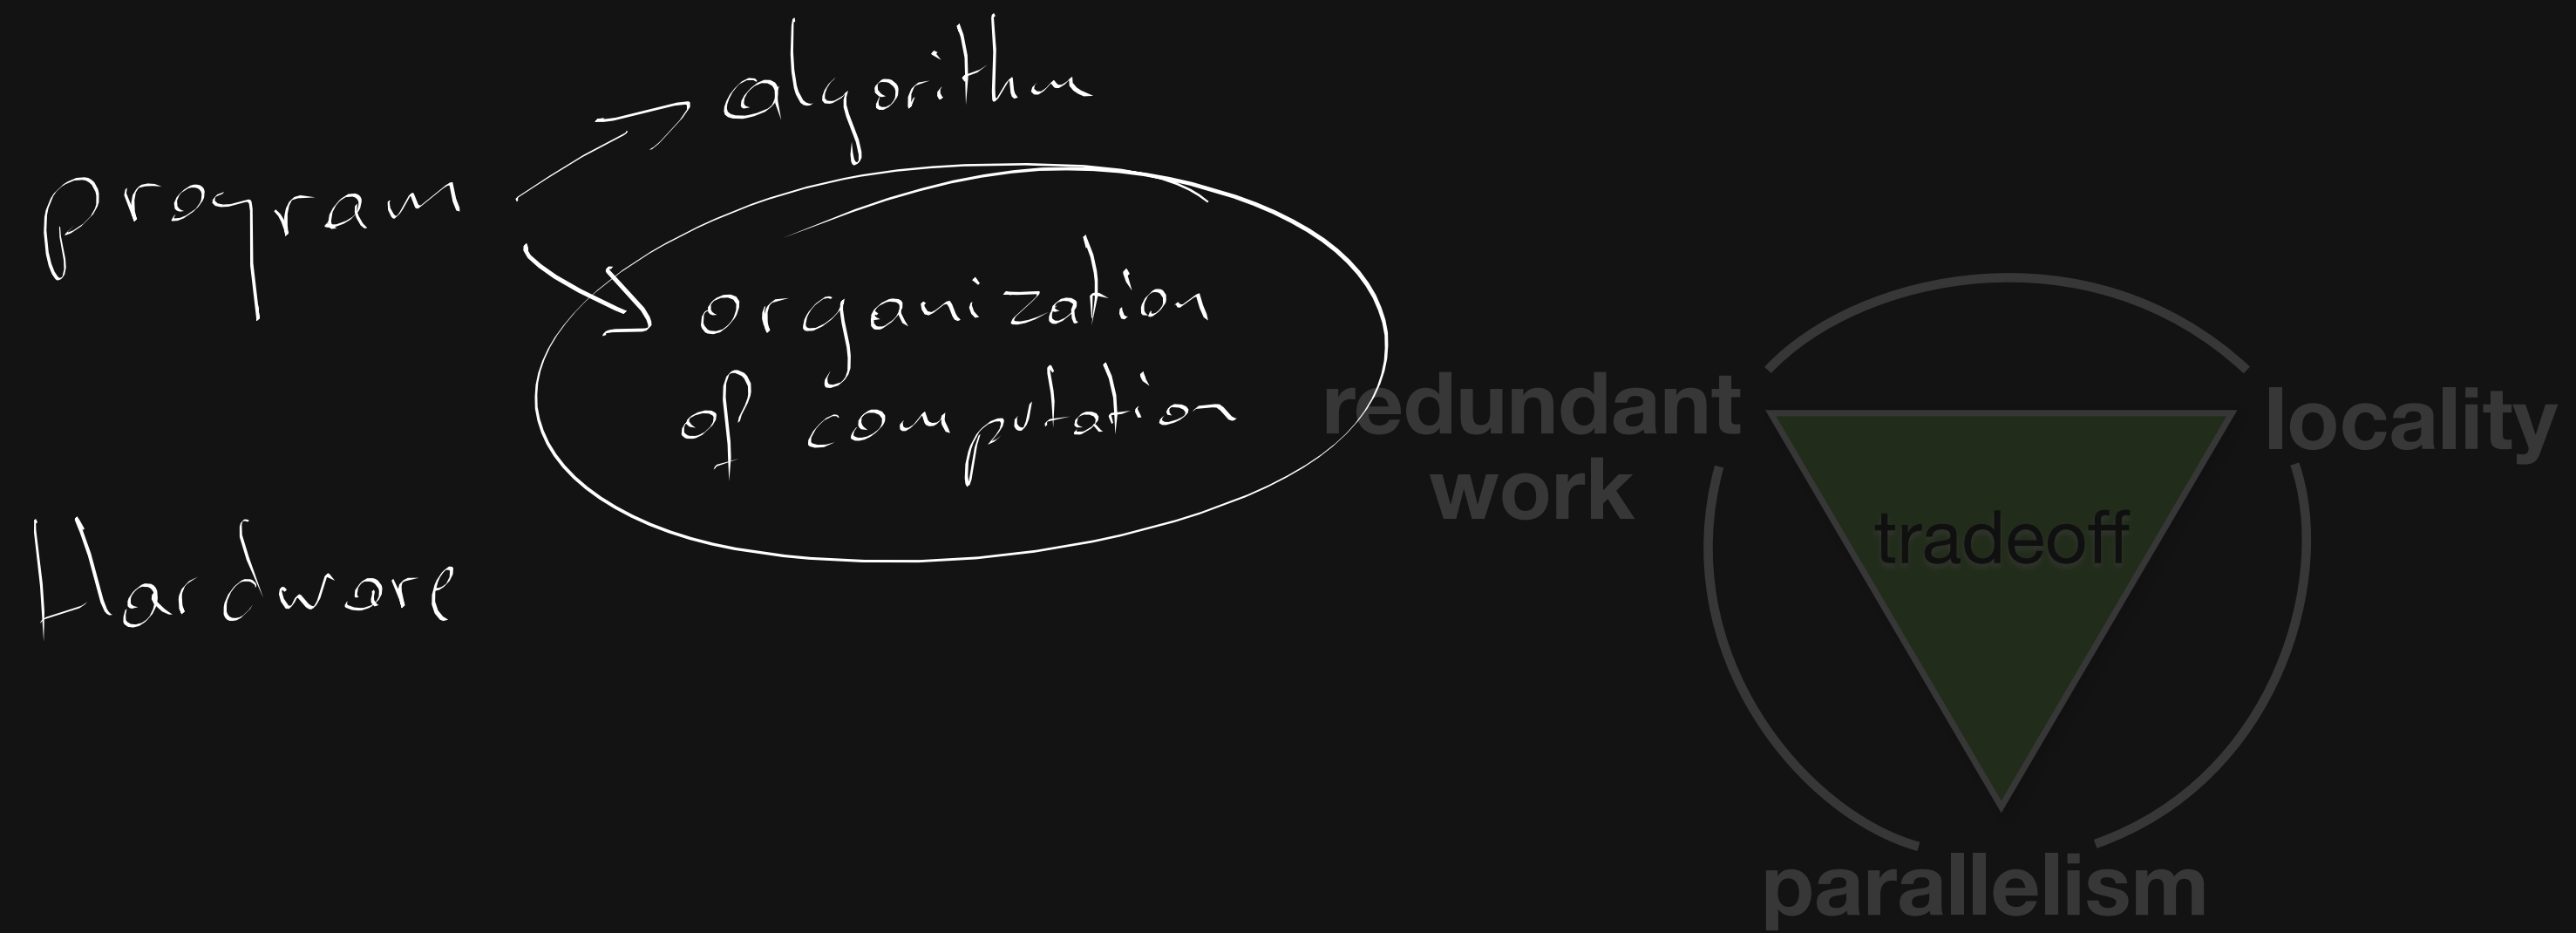 algorithm
program
organization
of computation
Hardware
redundant
work
locality
tradeoff
parallelism